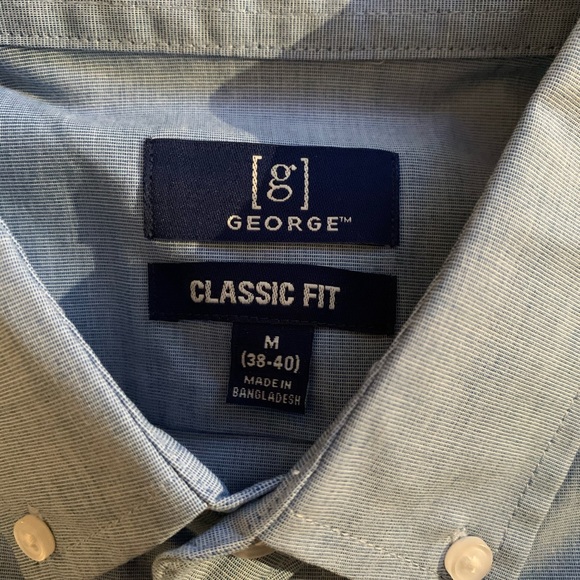 [g]
GEORGE™
CLASSIC FIT
M
(38-40)
MADE IN
BANGLADESH